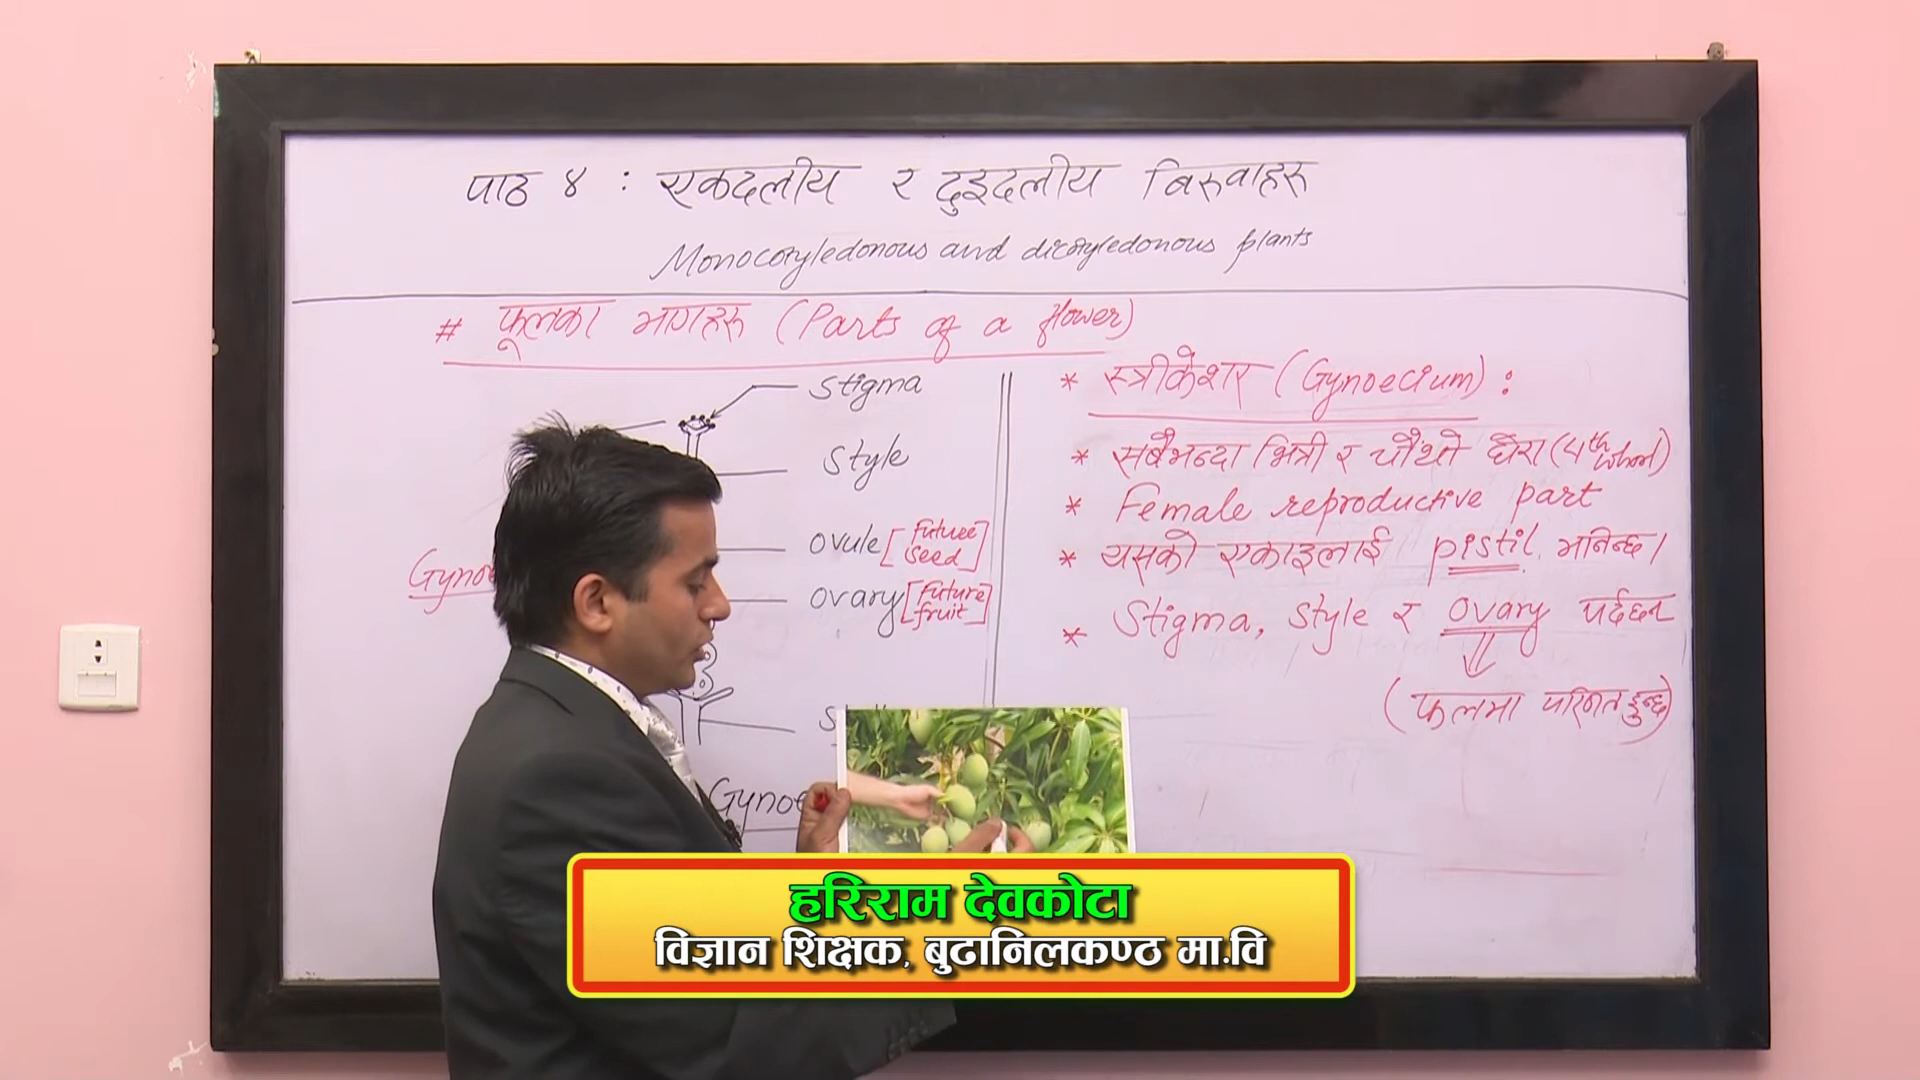 पाठ ४ : एकदलीय र दुइदलीय बिरुवाहरु
Monocotyledonous and dicotyledonous plants
# फूलका भागहरु (Parts of a flower)
Stigma
Style
Ovule [Future Seed]
Ovary [Future fruit]
Gyno
Gynoe
* स्त्रीकेशर (Gynoecium) :
* सबैभन्दा भित्री र चौथो घेरा (4th whorl)
* Female reproductive part
* यसको एकाइलाई pistil भनिन्छ।
* Stigma, style र ovary पर्दछन
(फलमा परिणत हुन्छ)
हरिराम देवकोटा
विज्ञान शिक्षक, बुढानिलकण्ठ मा.वि